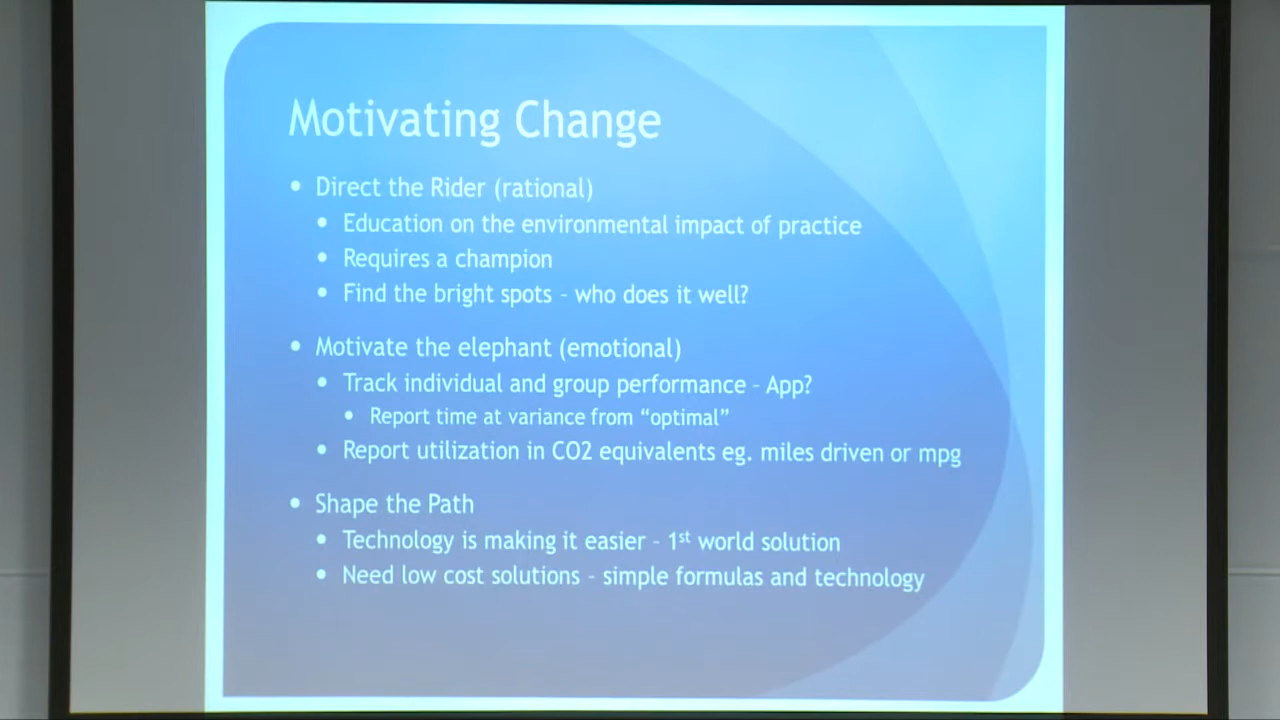 Motivating Change
• Direct the Rider (rational)
• Education on the environmental impact of practice
• Requires a champion
• Find the bright spots – who does it well?
• Motivate the elephant (emotional)
• Track individual and group performance – App?
• Report time at variance from “optimal”
• Report utilization in CO2 equivalents eg. miles driven or mpg
• Shape the Path
• Technology is making it easier – 1st world solution
• Need low cost solutions – simple formulas and technology